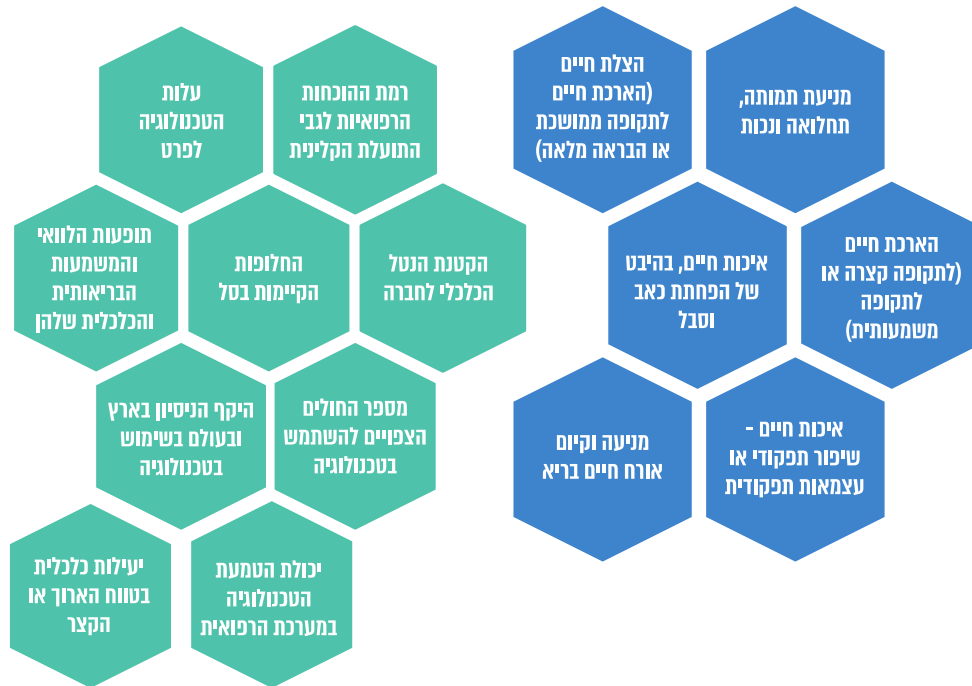 מניעת תמותה,
תחלואה ונכות
הצלת חיים
(הארכת חיים
לתקופה ממושכת
או הבראה מלאה)
הארכת חיים
(לתקופה קצרה או
לתקופה
משמעותית)
איכות חיים, בהיבט
של הפחתת כאב
וסבל
איכות חיים -
שיפור תפקודי או
עצמאות תפקודית
מניעה וקיום
אורח חיים בריא
רמת ההוכחות
הרפואיות לגבי
התועלת הקלינית
עלות
הטכנולוגיה
לפרט
הקטנת הנטל
הכלכלי לחברה
החלופות
הקיימות בסל
תופעות הלוואי
והמשמעות
הבריאותית
והכלכלית שלהן
מספר החולים
הצפויים להשתמש
בטכנולוגיה
היקף הניסיון בארץ
ובעולם בשימוש
בטכנולוגיה
יכולת הטמעת
הטכנולוגיה
במערכת הרפואית
יעילות כלכלית
בטווח הארוך או
הקצר